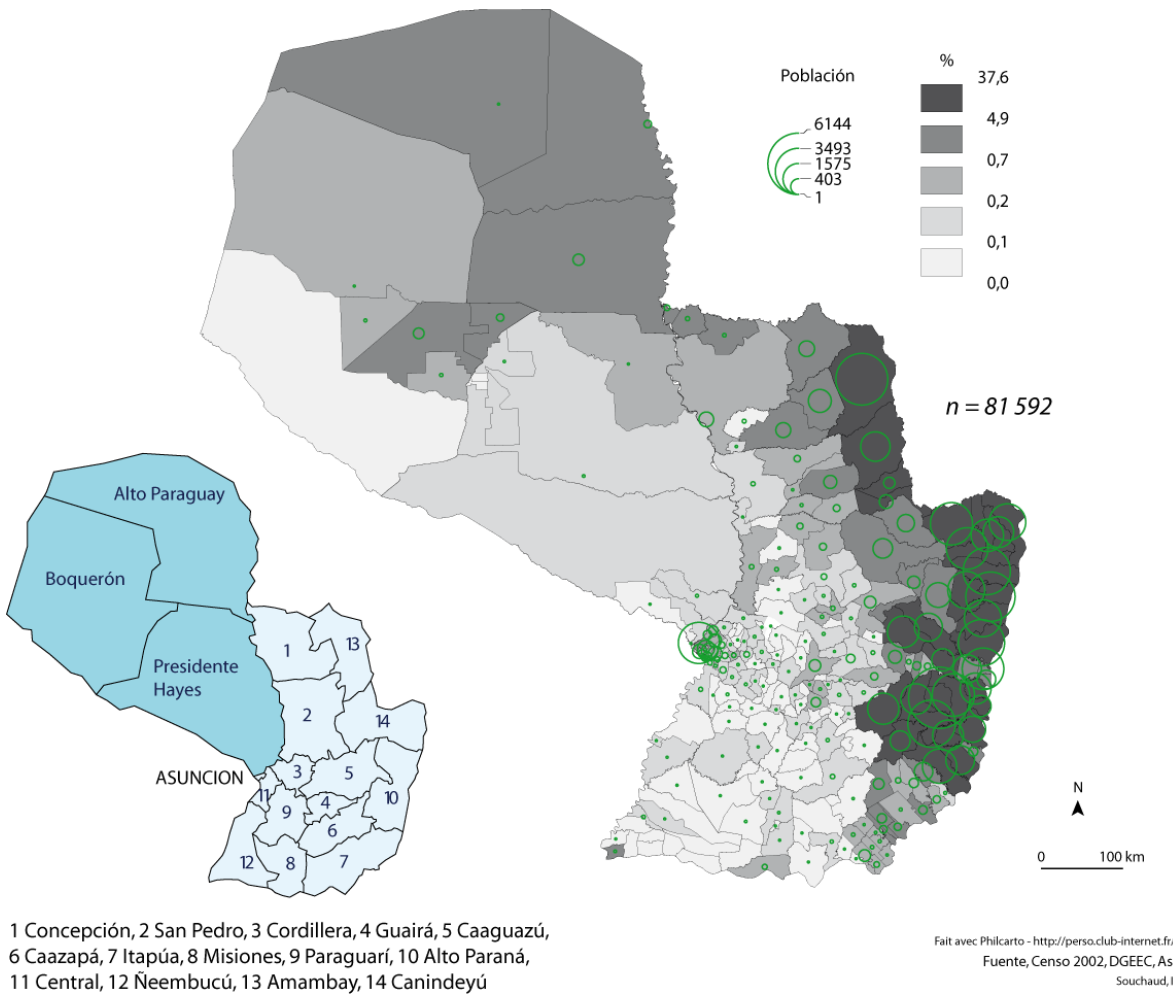 Población
6144
3493
1575
403
1
%
37,6
4,9
0,7
0,2
0,1
0,0
n = 81 592
Alto Paraguay
Boquerón
Presidente
Hayes
ASUNCION
1
13
2
14
3
5
11
4
10
9
6
12
8
7
N
0 100 km
1 Concepción, 2 San Pedro, 3 Cordillera, 4 Guairá, 5 Caaguazú,
6 Caazapá, 7 Itapúa, 8 Misiones, 9 Paraguarí, 10 Alto Paraná,
11 Central, 12 Ñeembucú, 13 Amambay, 14 Canindeyú
Fait avec Philcarto - http://perso.club-internet.fr/
Fuente, Censo 2002, DGEEC, As
Souchaud,